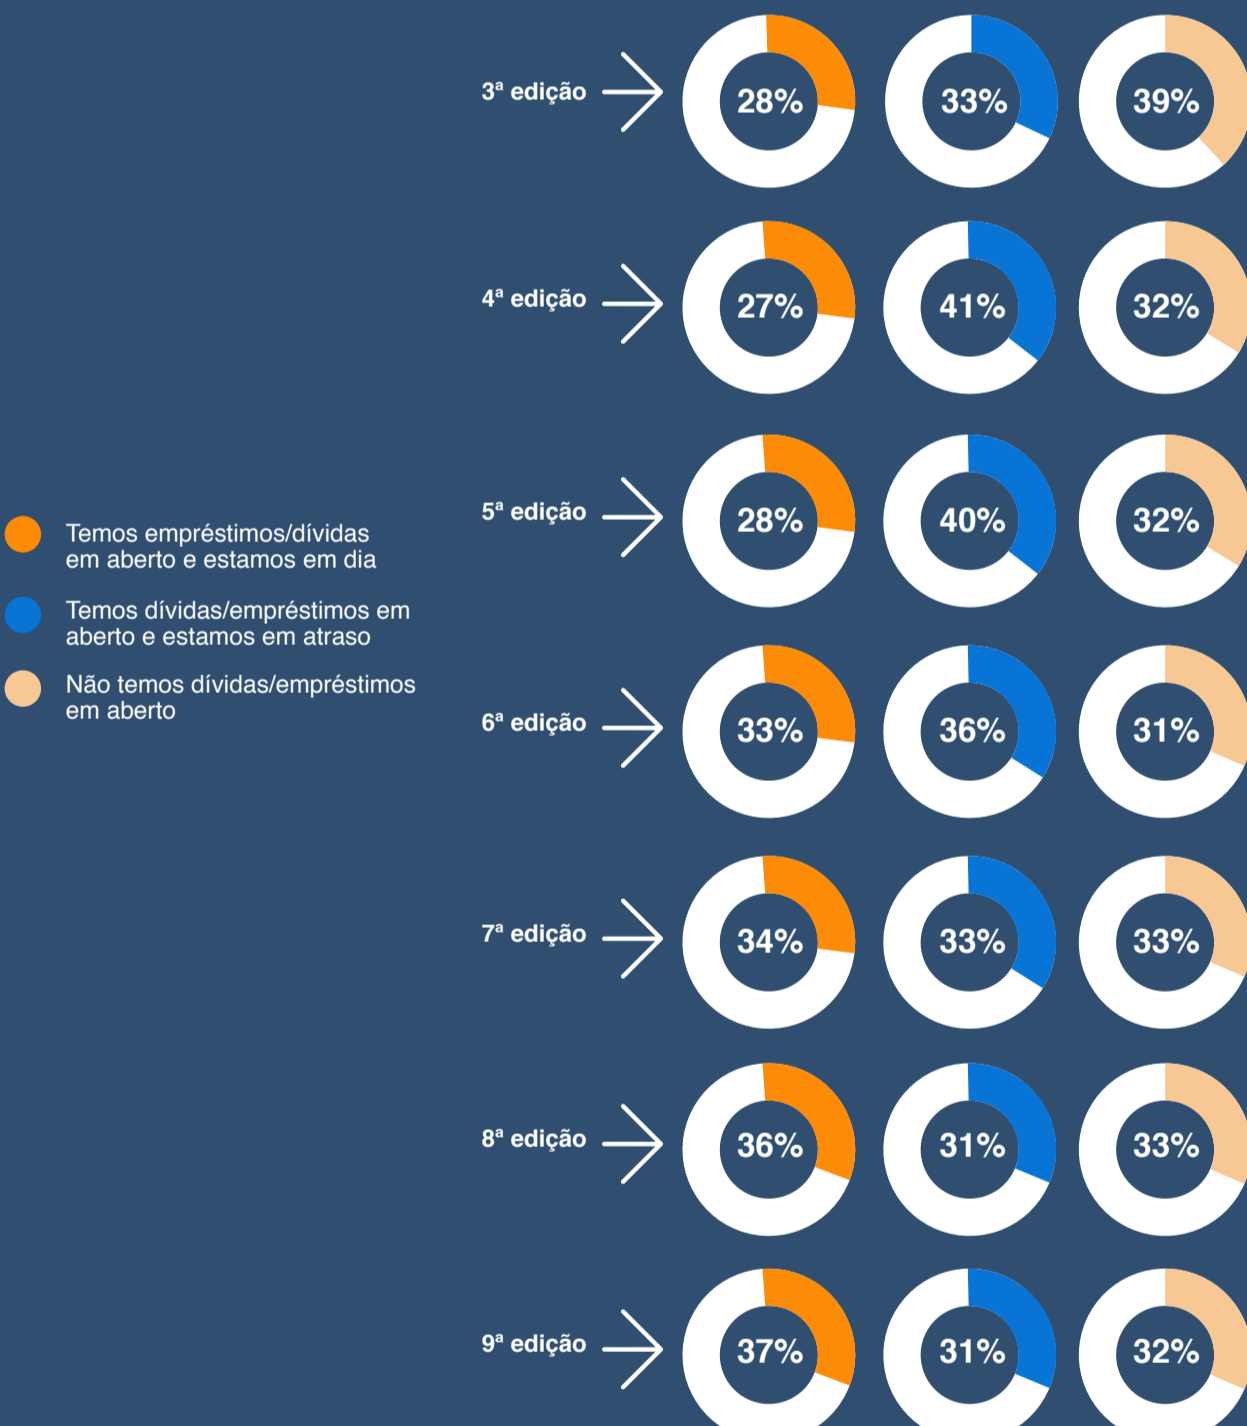 3ª edição
28%
33%
39%
4ª edição
27%
41%
32%
5ª edição
28%
40%
32%
Temos empréstimos/dívidas
em aberto e estamos em dia
Temos dívidas/empréstimos em
aberto e estamos em atraso
Não temos dívidas/empréstimos
em aberto
6ª edição
33%
36%
31%
7ª edição
34%
33%
33%
8ª edição
36%
31%
33%
9ª edição
37%
31%
32%